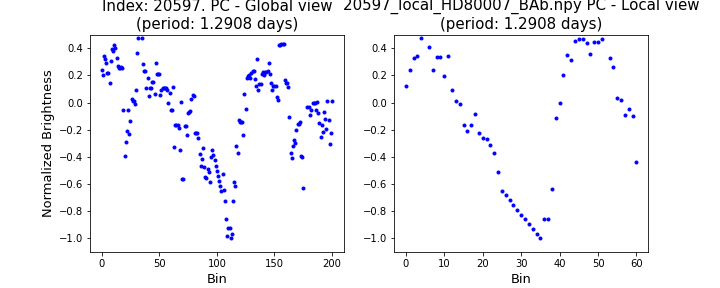 Index: 20597. PC - Global view
(period: 1.2908 days)
20597_local_HD80007_BAb.npy PC - Local view
(period: 1.2908 days)
Normalized Brightness
0.4
0.2
0.0
−0.2
−0.4
−0.6
−0.8
−1.0
0 50 100 150 200
Bin
0.4
0.2
0.0
−0.2
−0.4
−0.6
−0.8
−1.0
0 10 20 30 40 50 60
Bin